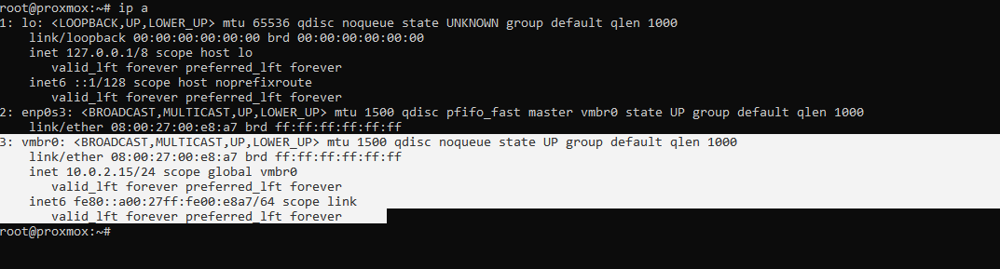 root@proxmox:~# ip a
1: lo: <LOOPBACK,UP,LOWER_UP> mtu 65536 qdisc noqueue state UNKNOWN group default qlen 1000
    link/loopback 00:00:00:00:00:00 brd 00:00:00:00:00:00
    inet 127.0.0.1/8 scope host lo
       valid_lft forever preferred_lft forever
    inet6 ::1/128 scope host noprefixroute
       valid_lft forever preferred_lft forever
2: enp0s3: <BROADCAST,MULTICAST,UP,LOWER_UP> mtu 1500 qdisc pfifo_fast master vmbr0 state UP group default qlen 1000
    link/ether 08:00:27:00:e8:a7 brd ff:ff:ff:ff:ff:ff
3: vmbr0: <BROADCAST,MULTICAST,UP,LOWER_UP> mtu 1500 qdisc noqueue state UP group default qlen 1000
    link/ether 08:00:27:00:e8:a7 brd ff:ff:ff:ff:ff:ff
    inet 10.0.2.15/24 scope global vmbr0
       valid_lft forever preferred_lft forever
    inet6 fe80::a00:27ff:fe00:e8a7/64 scope link
       valid_lft forever preferred_lft forever
root@proxmox:~#